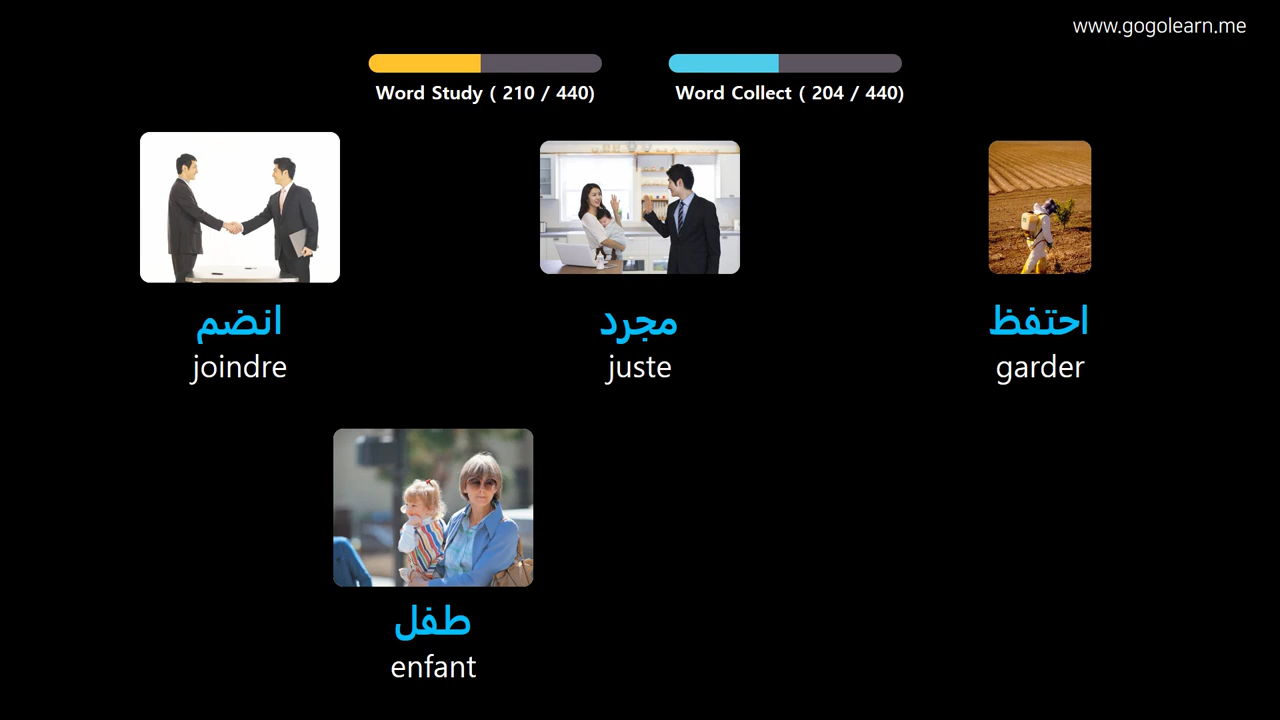 www.gogolearn.me
Word Study ( 210 / 440)
Word Collect ( 204 / 440)
انضم
joindre
مجرد
juste
احتفظ
garder
طفل
enfant